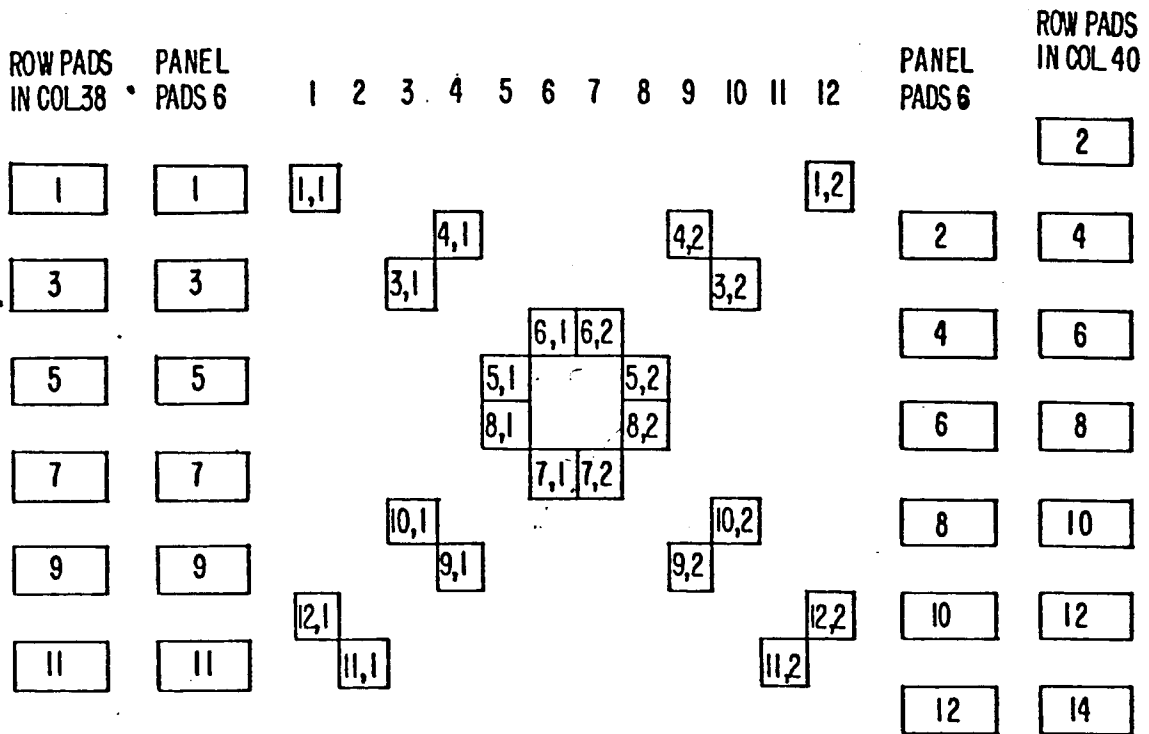 ROW PADS
IN COL 38
PANEL
PADS 6
1 2 3 4 5 6 7 8 9 10 11 12
PANEL
PADS 6
ROW PADS
IN COL 40
2
1 1 1,1 1,2
4,1 4,2 2 4
3 3 3,1 3,2
6,1 6,2 4 6
5 5 5,1 5,2
8,1 8,2 6 8
7 7 7,1 7,2
10,1 10,2 8 10
9 9 9,1 9,2
12,1 12,2 10 12
11 11 11,1 11,2
12 14